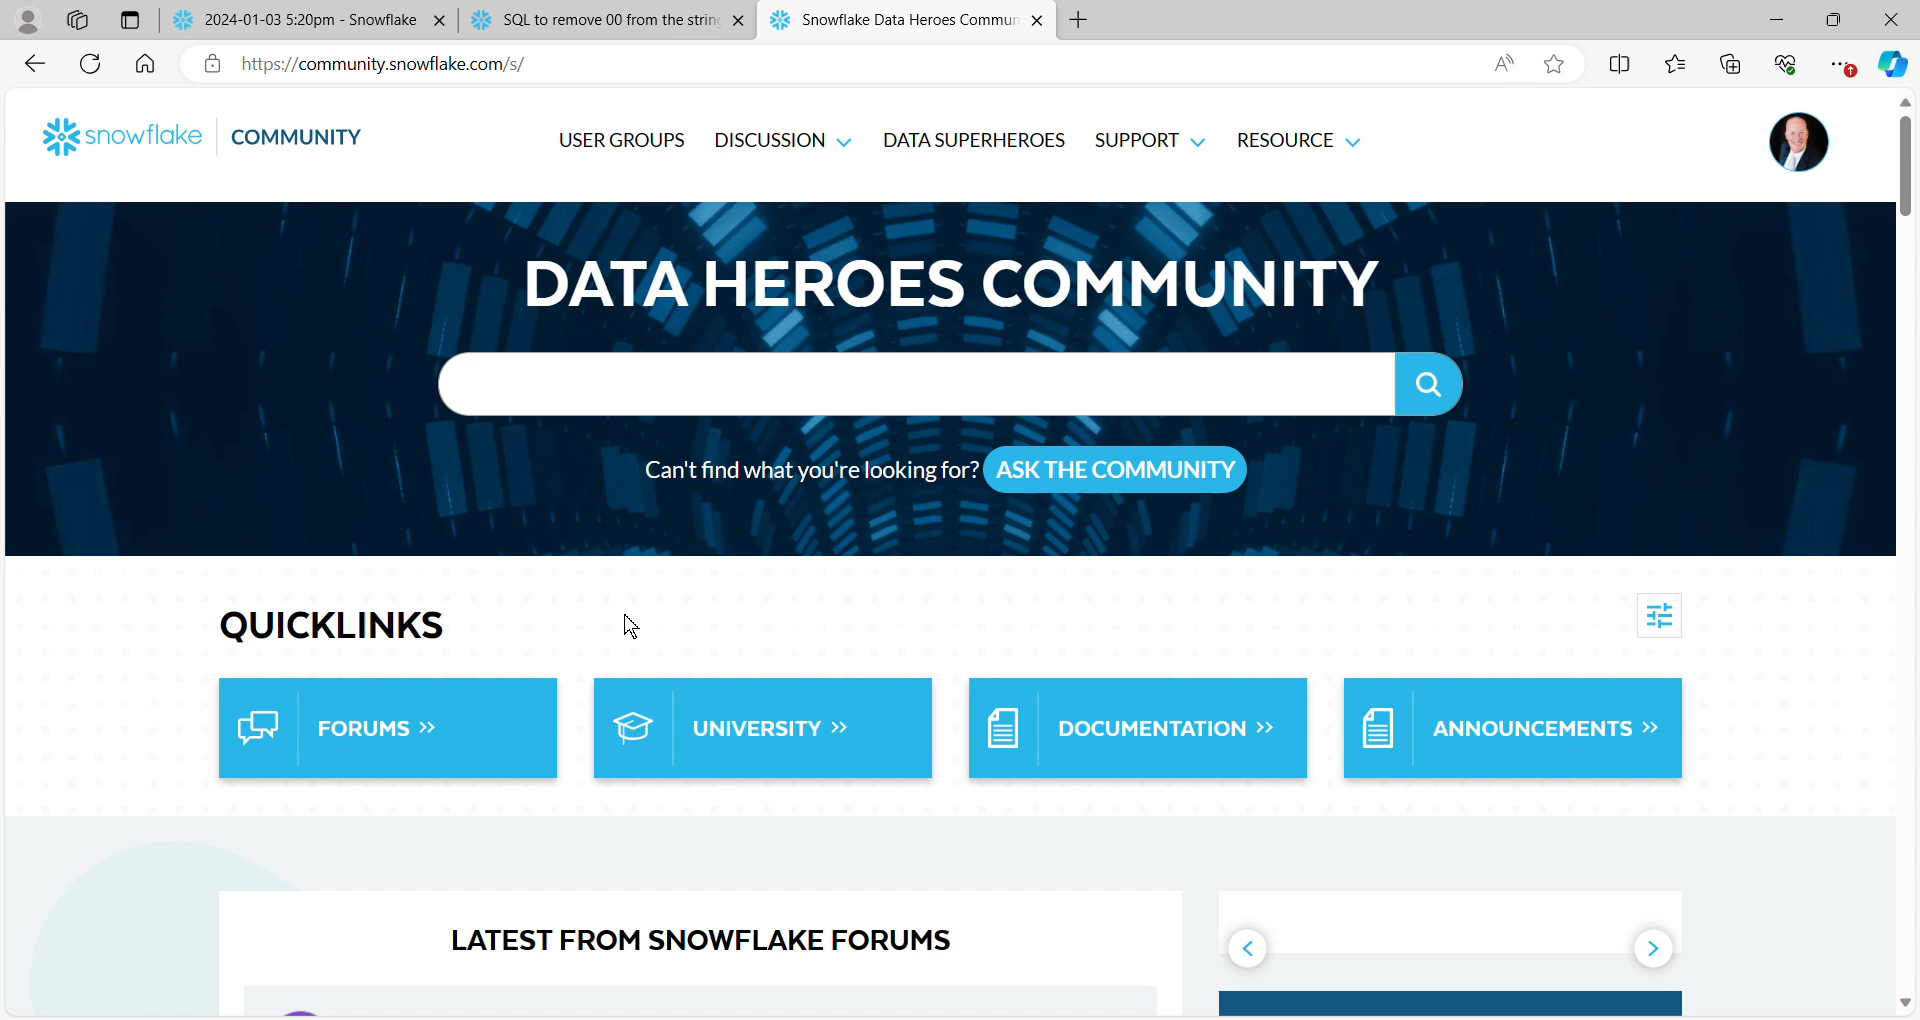 2024-01-03 5:20pm - Snowflake
SQL to remove 00 from the string
Snowflake Data Heroes Commun
https://community.snowflake.com/s/
snowflake COMMUNITY
USER GROUPS DISCUSSION DATA SUPERHEROES SUPPORT RESOURCE
DATA HEROES COMMUNITY
Can't find what you're looking for? ASK THE COMMUNITY
QUICKLINKS
FORUMS >> UNIVERSITY >> DOCUMENTATION >> ANNOUNCEMENTS >>
LATEST FROM SNOWFLAKE FORUMS